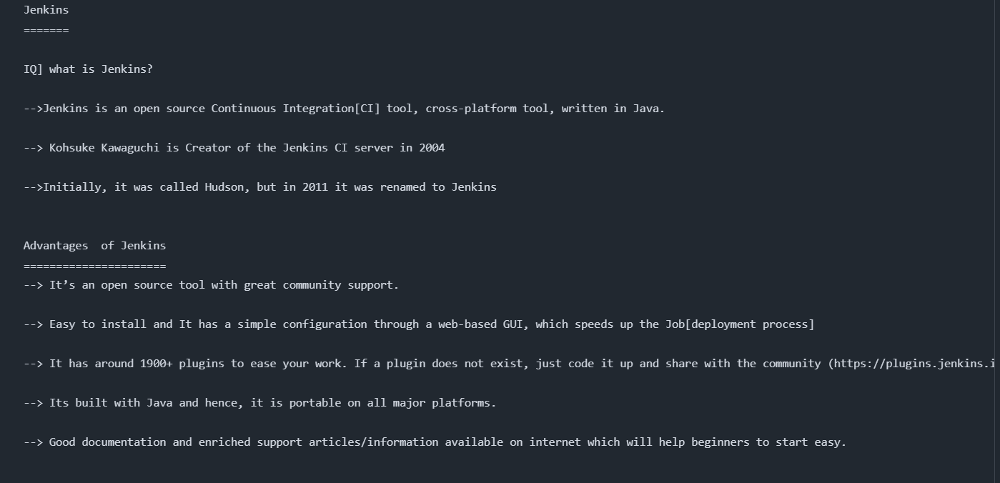 Jenkins
=======
IQ] what is Jenkins?
-->Jenkins is an open source Continuous Integration[CI] tool, cross-platform tool, written in Java.
--> Kohsuke Kawaguchi is Creator of the Jenkins CI server in 2004
-->Initially, it was called Hudson, but in 2011 it was renamed to Jenkins
Advantages  of Jenkins
======================
--> It’s an open source tool with great community support.
--> Easy to install and It has a simple configuration through a web-based GUI, which speeds up the Job[deployment process]
--> It has around 1900+ plugins to ease your work. If a plugin does not exist, just code it up and share with the community (https://plugins.jenkins.i
--> Its built with Java and hence, it is portable on all major platforms.
--> Good documentation and enriched support articles/information available on internet which will help beginners to start easy.